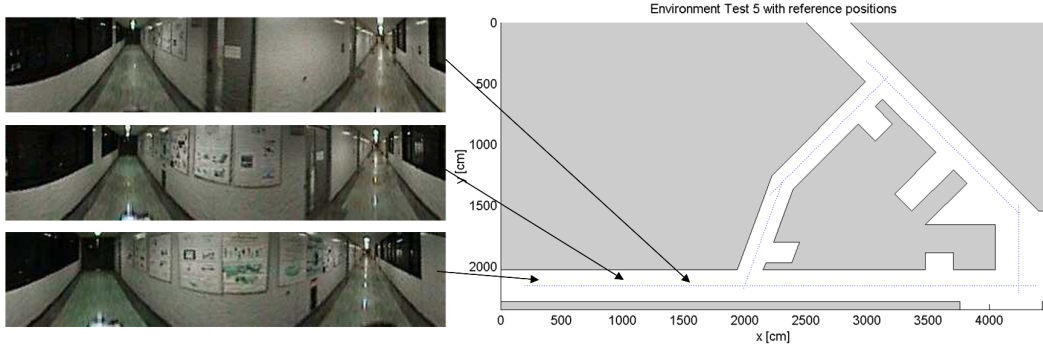 Environment Test 5 with reference positions
0
500
1000
1500
2000
y [cm]
0 500 1000 1500 2000 2500 3000 3500 4000
x [cm]